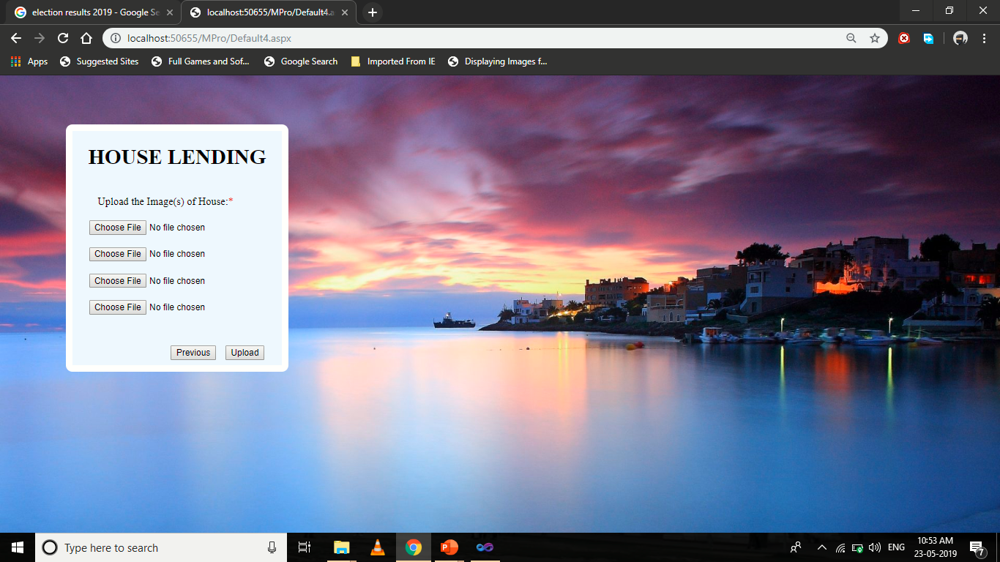 election results 2019 - Google Se
localhost:50655/MPro/Default4.a
localhost:50655/MPro/Default4.aspx
Apps
Suggested Sites
Full Games and Sof...
Google Search
Imported From IE
Displaying Images f...
HOUSE LENDING
Upload the Image(s) of House:*
Choose File No file chosen
Choose File No file chosen
Choose File No file chosen
Choose File No file chosen
Previous Upload
Type here to search
ENG
10:53 AM
23-05-2019
7